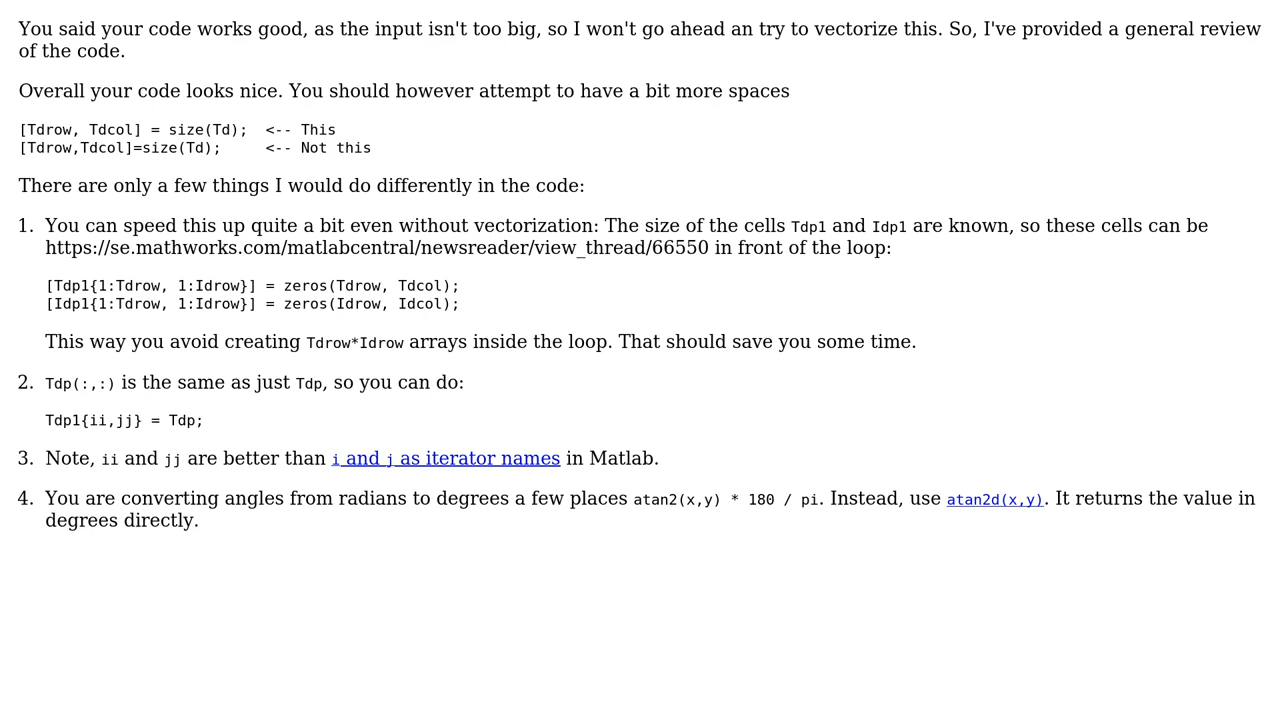 You said your code works good, as the input isn't too big, so I won't go ahead an try to vectorize this. So, I've provided a general review
of the code.
Overall your code looks nice. You should however attempt to have a bit more spaces
[Tdrow, Tdcol] = size(Td);  <-- This
[Tdrow,Tdcol]=size(Td);     <-- Not this
There are only a few things I would do differently in the code:
1. You can speed this up quite a bit even without vectorization: The size of the cells Tdp1 and Idp1 are known, so these cells can be
https://se.mathworks.com/matlabcentral/newsreader/view_thread/66550 in front of the loop:
[Tdp1{1:Tdrow, 1:Idrow}] = zeros(Tdrow, Tdcol);
[Idp1{1:Tdrow, 1:Idrow}] = zeros(Idrow, Idcol);
This way you avoid creating Tdrow*Idrow arrays inside the loop. That should save you some time.
2. Tdp(:,:) is the same as just Tdp, so you can do:
Tdp1{ii,jj} = Tdp;
3. Note, ii and jj are better than i and j as iterator names in Matlab.
4. You are converting angles from radians to degrees a few places atan2(x,y) * 180 / pi. Instead, use atan2d(x,y). It returns the value in
degrees directly.